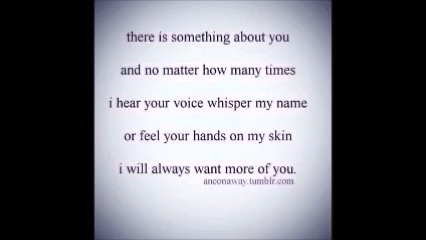 there is something about you
and no matter how many times
i hear your voice whisper my name
or feel your hands on my skin
i will always want more of you.
anconaway.tumblr.com